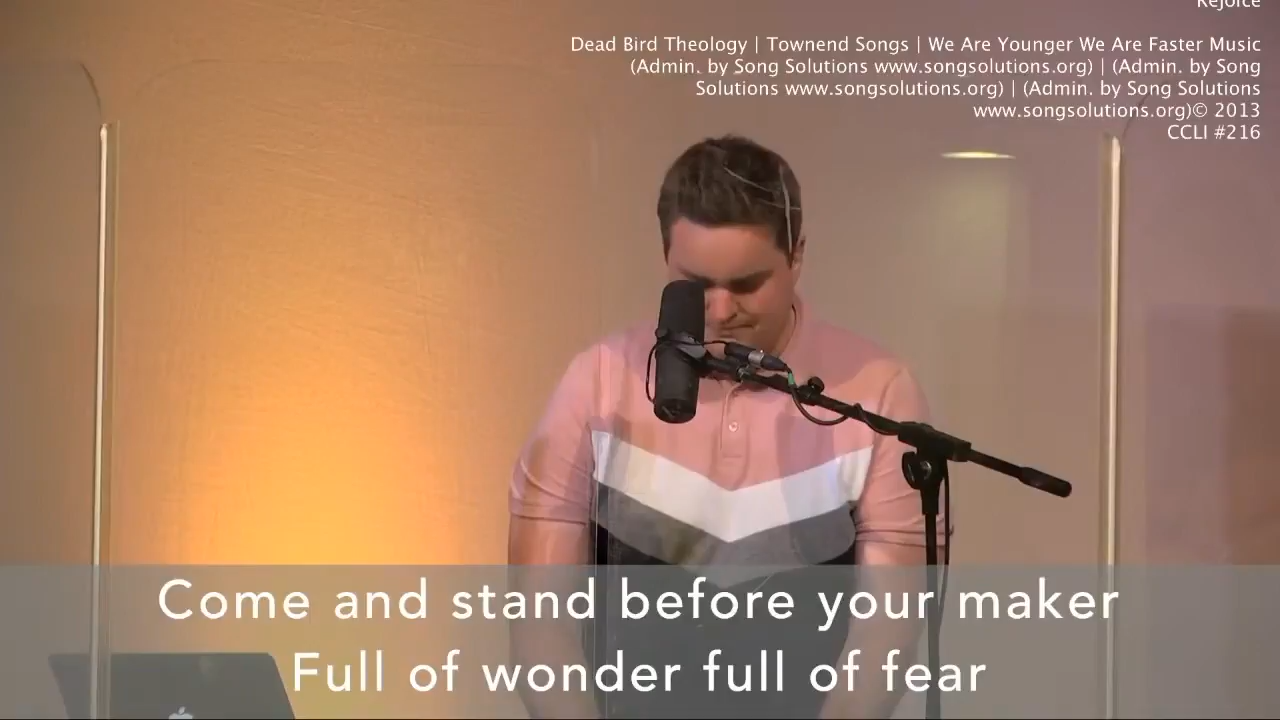 Rejoice
Dead Bird Theology | Townend Songs | We Are Younger We Are Faster Music
(Admin. by Song Solutions www.songsolutions.org) | (Admin. by Song
Solutions www.songsolutions.org) | (Admin. by Song Solutions
www.songsolutions.org)© 2013
CCLI #216
Come and stand before your maker
Full of wonder full of fear